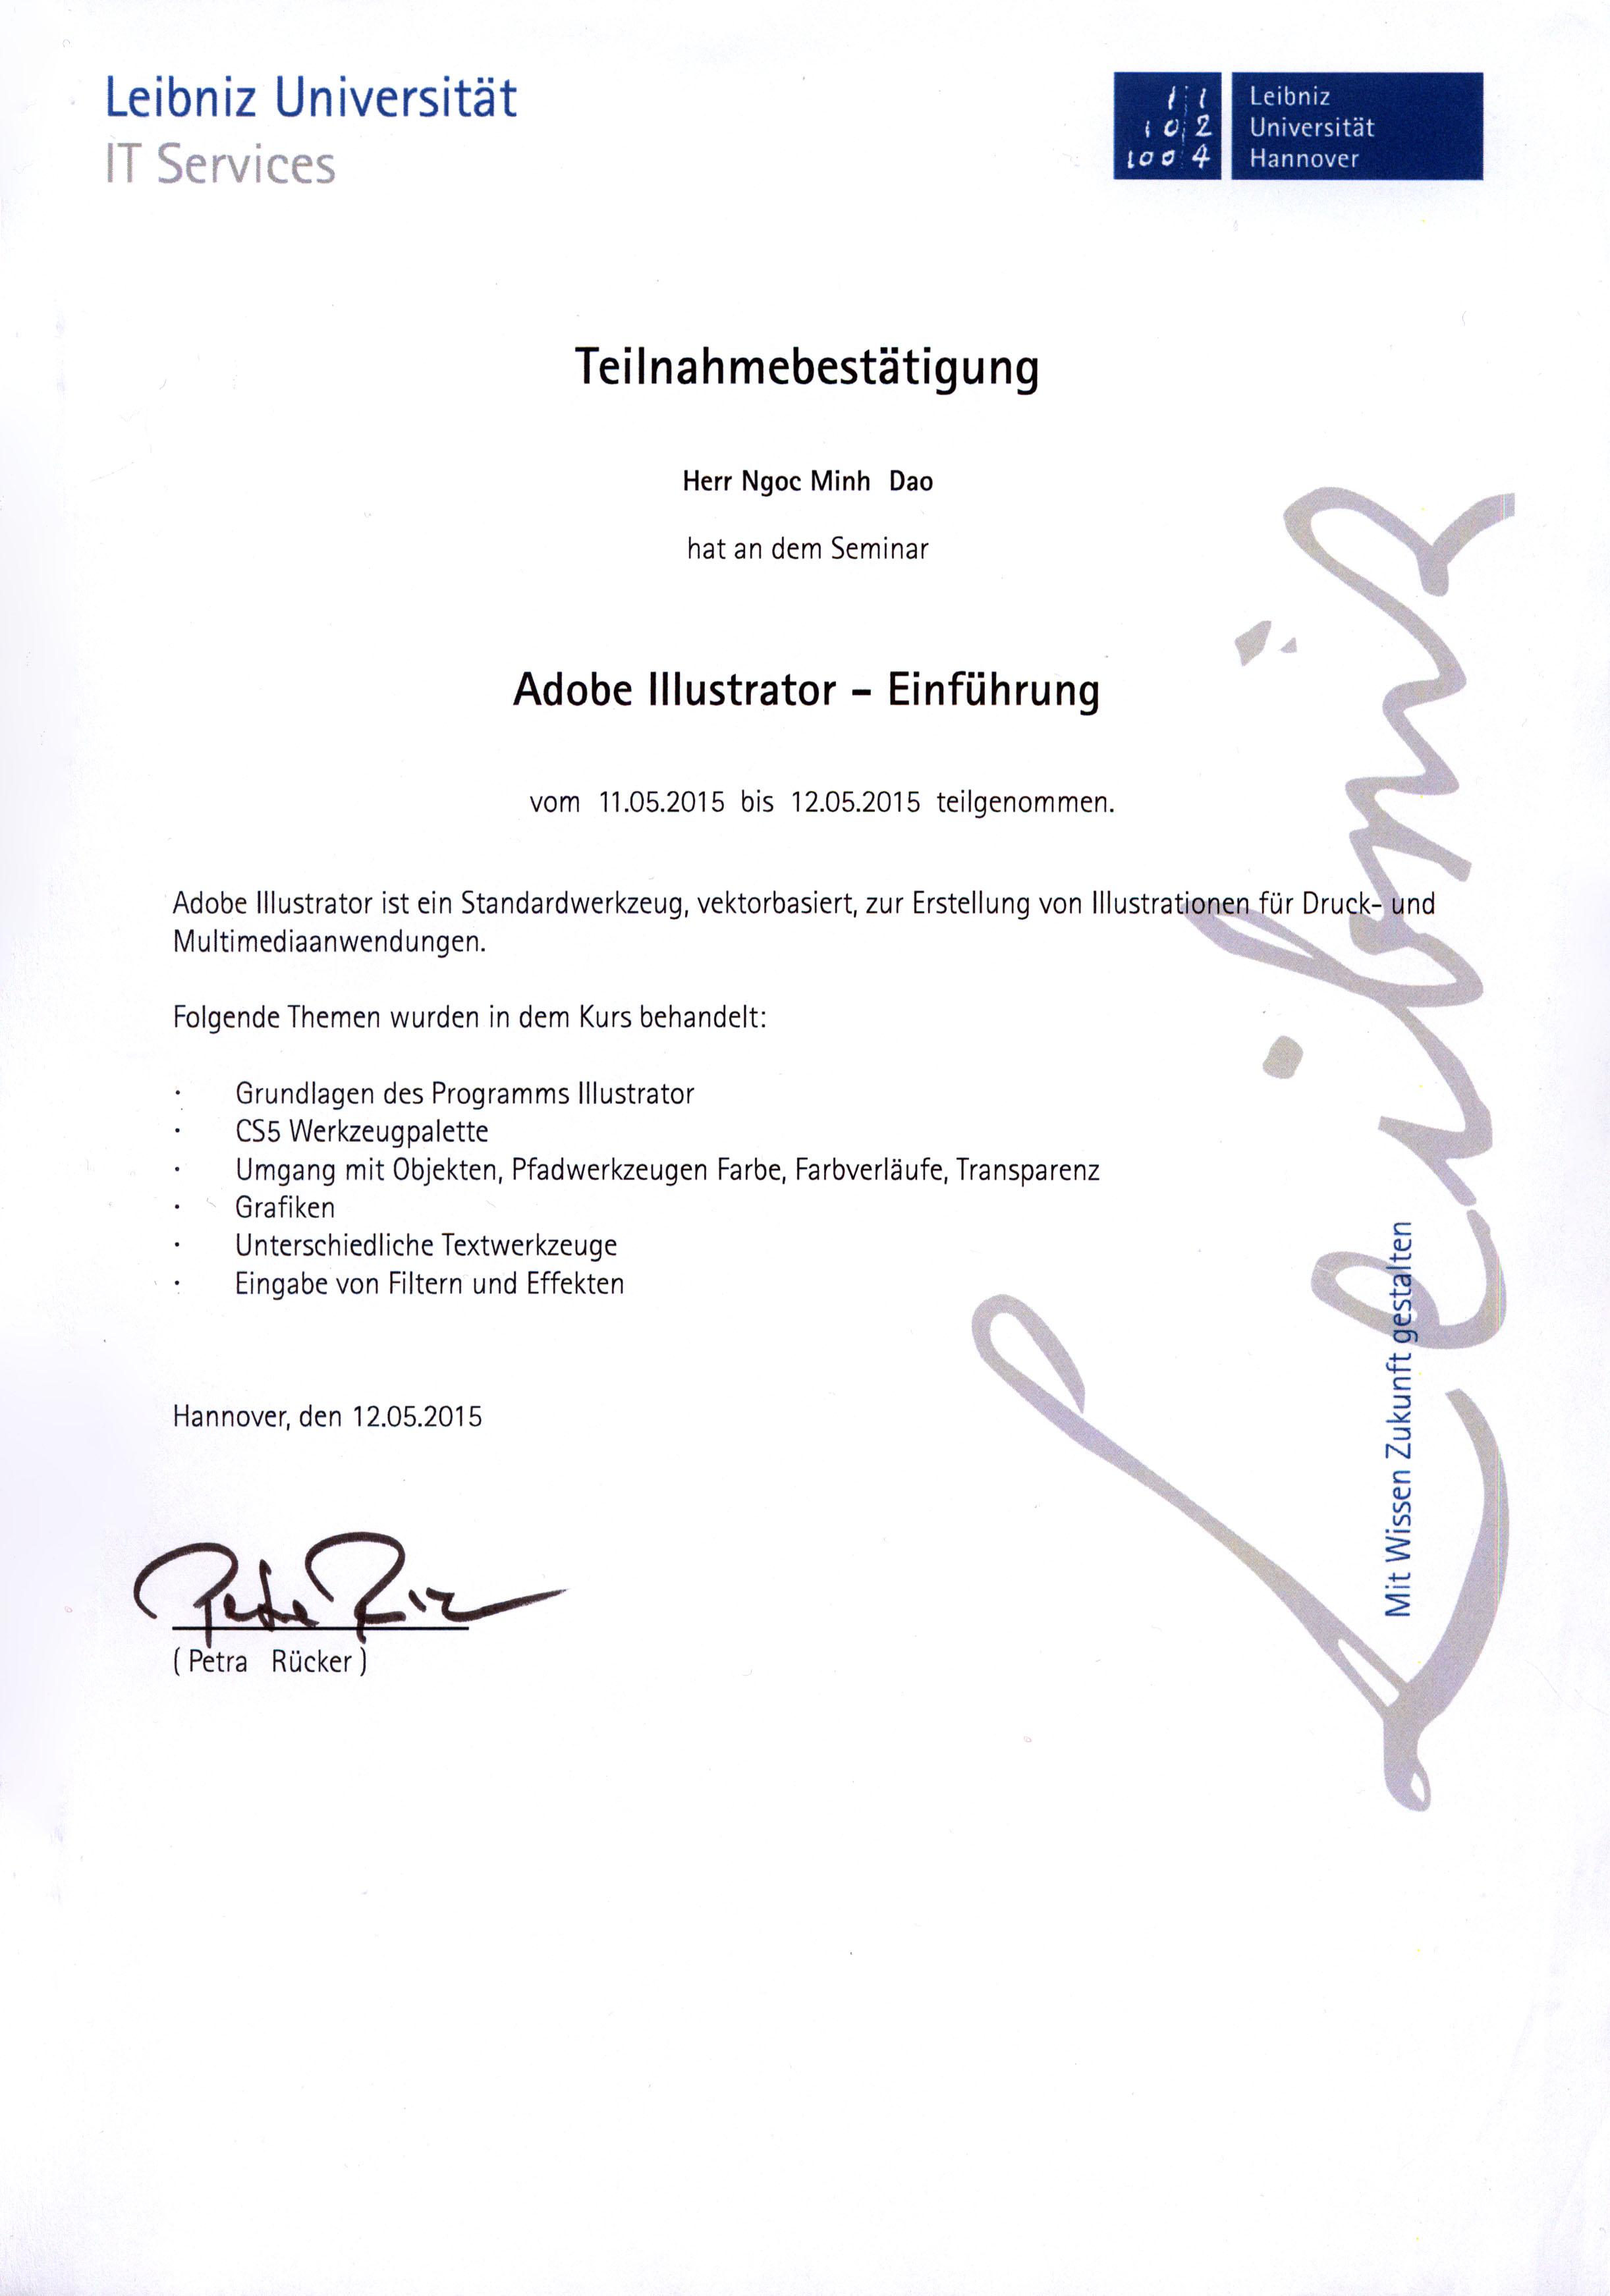 Leibniz Universität
IT Services
1 1
1 0 2
1 0 0 4
Leibniz
Universität
Hannover
Teilnahmebestätigung
Herr Ngoc Minh Dao
hat an dem Seminar
Adobe Illustrator – Einführung
vom 11.05.2015 bis 12.05.2015 teilgenommen.
Adobe Illustrator ist ein Standardwerkzeug, vektorbasiert, zur Erstellung von Illustrationen für Druck- und
Multimediaanwendungen.
Folgende Themen wurden in dem Kurs behandelt:
· Grundlagen des Programms Illustrator
· CS5 Werkzeugpalette
· Umgang mit Objekten, Pfadwerkzeugen Farbe, Farbverläufe, Transparenz
· Grafiken
· Unterschiedliche Textwerkzeuge
· Eingabe von Filtern und Effekten
Hannover, den 12.05.2015
( Petra Rücker )
Mit Wissen Zukunft gestalten
Leibniz